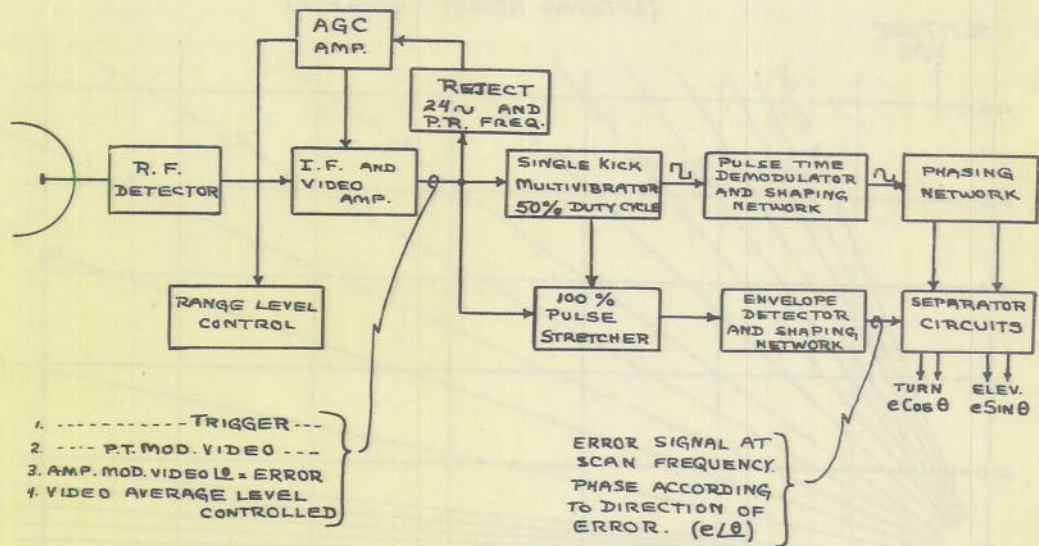 AGC
AMP.
REJECT
24~ AND
P.R. FREQ.
R. F.
DETECTOR
I.F. AND
VIDEO
AMP.
SINGLE KICK
MULTIVIBRATOR
50% DUTY CYCLE
PULSE TIME
DEMODULATOR
AND SHAPING
NETWORK
PHASING
NETWORK
RANGE LEVEL
CONTROL
100 %
PULSE
STRETCHER
ENVELOPE
DETECTOR
AND SHAPING
NETWORK
SEPARATOR
CIRCUITS
TURN
e COS θ
ELEV.
e SIN θ
1. -------- TRIGGER ---
2. ---- P.T. MOD. VIDEO ---
3. AMP. MOD. VIDEO ∠θ = ERROR
4. VIDEO AVERAGE LEVEL
CONTROLLED
ERROR SIGNAL AT
SCAN FREQUENCY.
PHASE ACCORDING
TO DIRECTION OF
ERROR. (e∠θ)